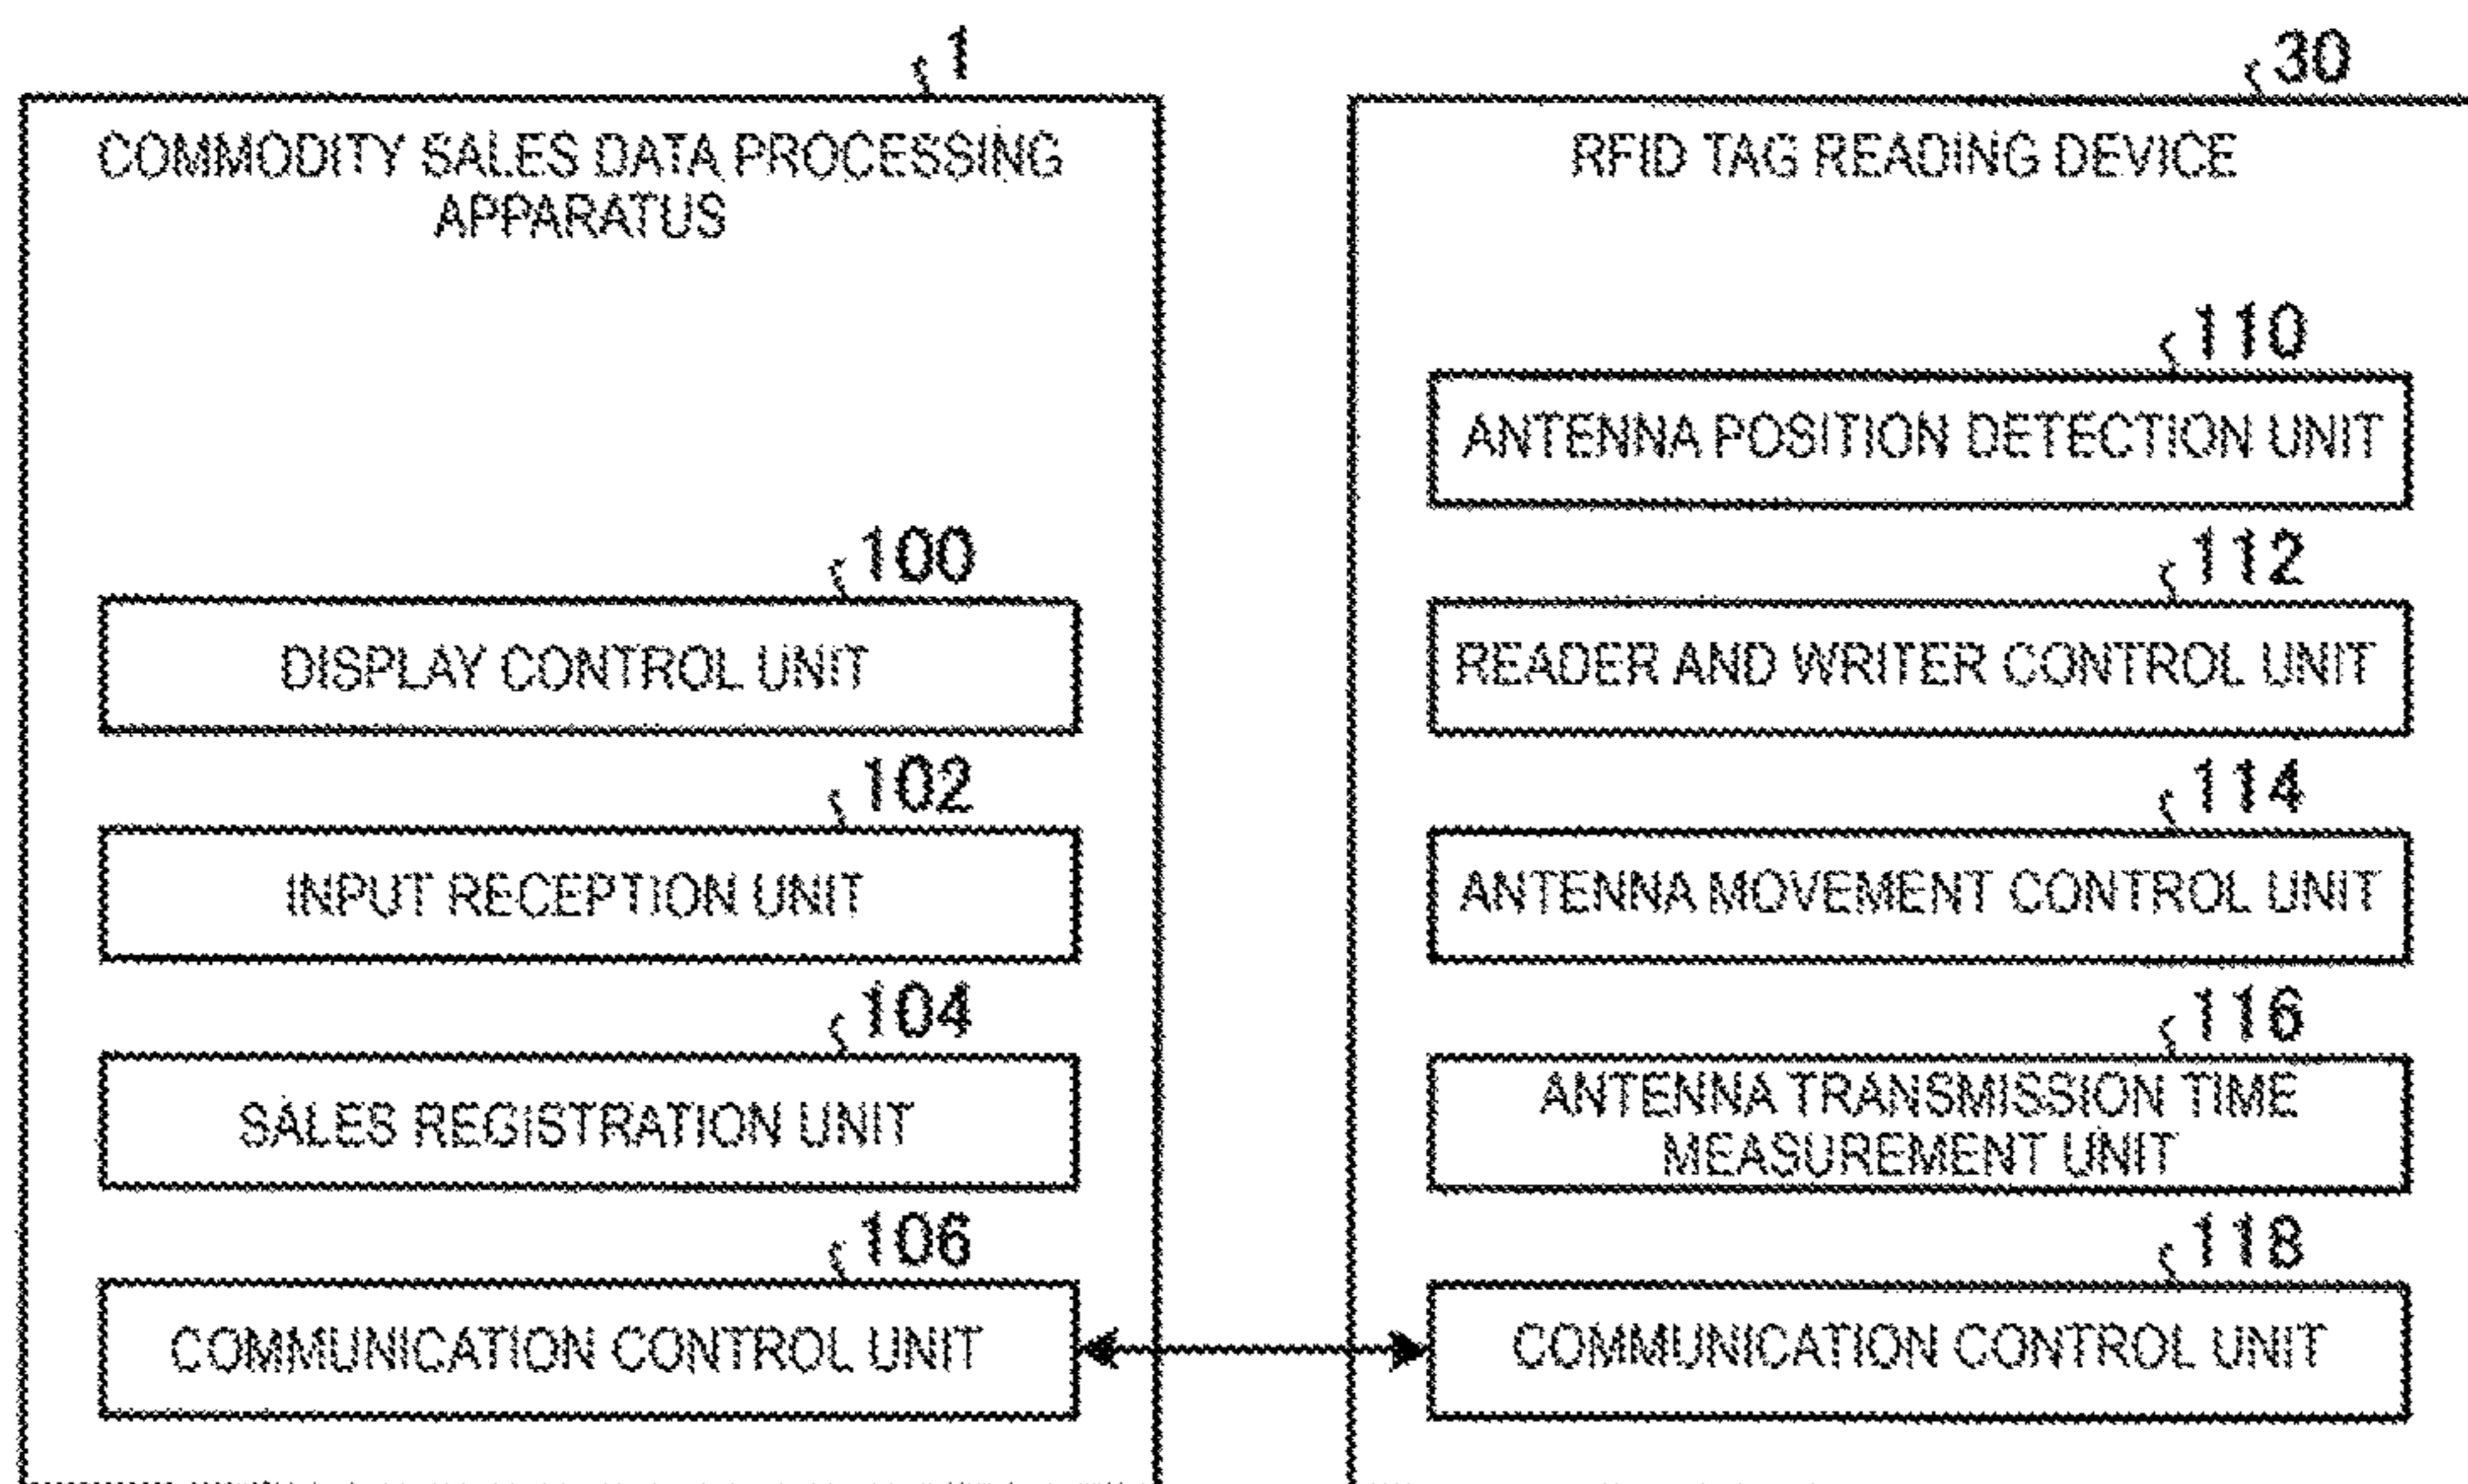 1
COMMODITY SALES DATA PROCESSING
APPARATUS
100
DISPLAY CONTROL UNIT
102
INPUT RECEPTION UNIT
104
SALES REGISTRATION UNIT
106
COMMUNICATION CONTROL UNIT
30
RFID TAG READING DEVICE
110
ANTENNA POSITION DETECTION UNIT
112
READER AND WRITER CONTROL UNIT
114
ANTENNA MOVEMENT CONTROL UNIT
116
ANTENNA TRANSMISSION TIME
MEASUREMENT UNIT
118
COMMUNICATION CONTROL UNIT